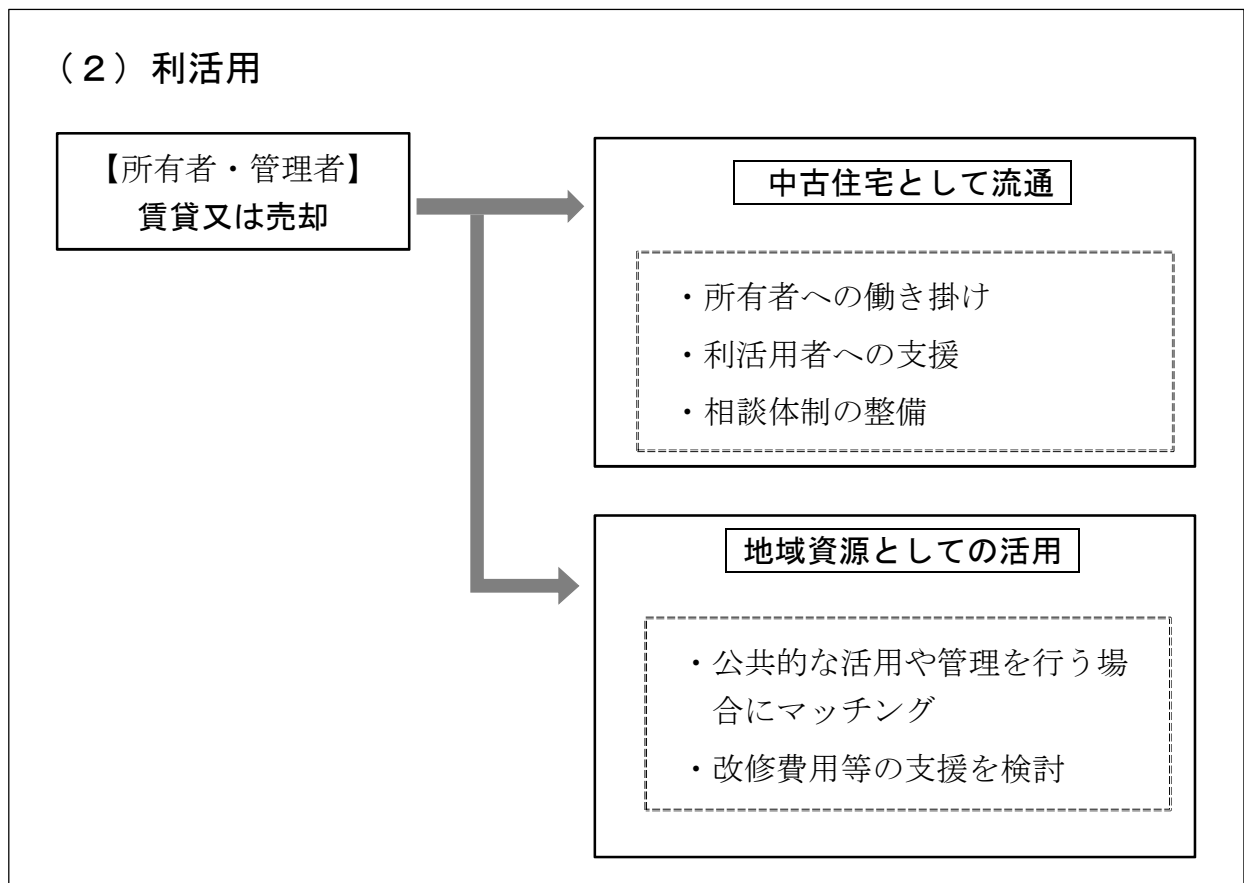 （２）利活用
【所有者・管理者】
賃貸又は売却
中古住宅として流通
・所有者への働き掛け
・利活用者への支援
・相談体制の整備
地域資源としての活用
・公共的な活用や管理を行う場
合にマッチング
・改修費用等の支援を検討